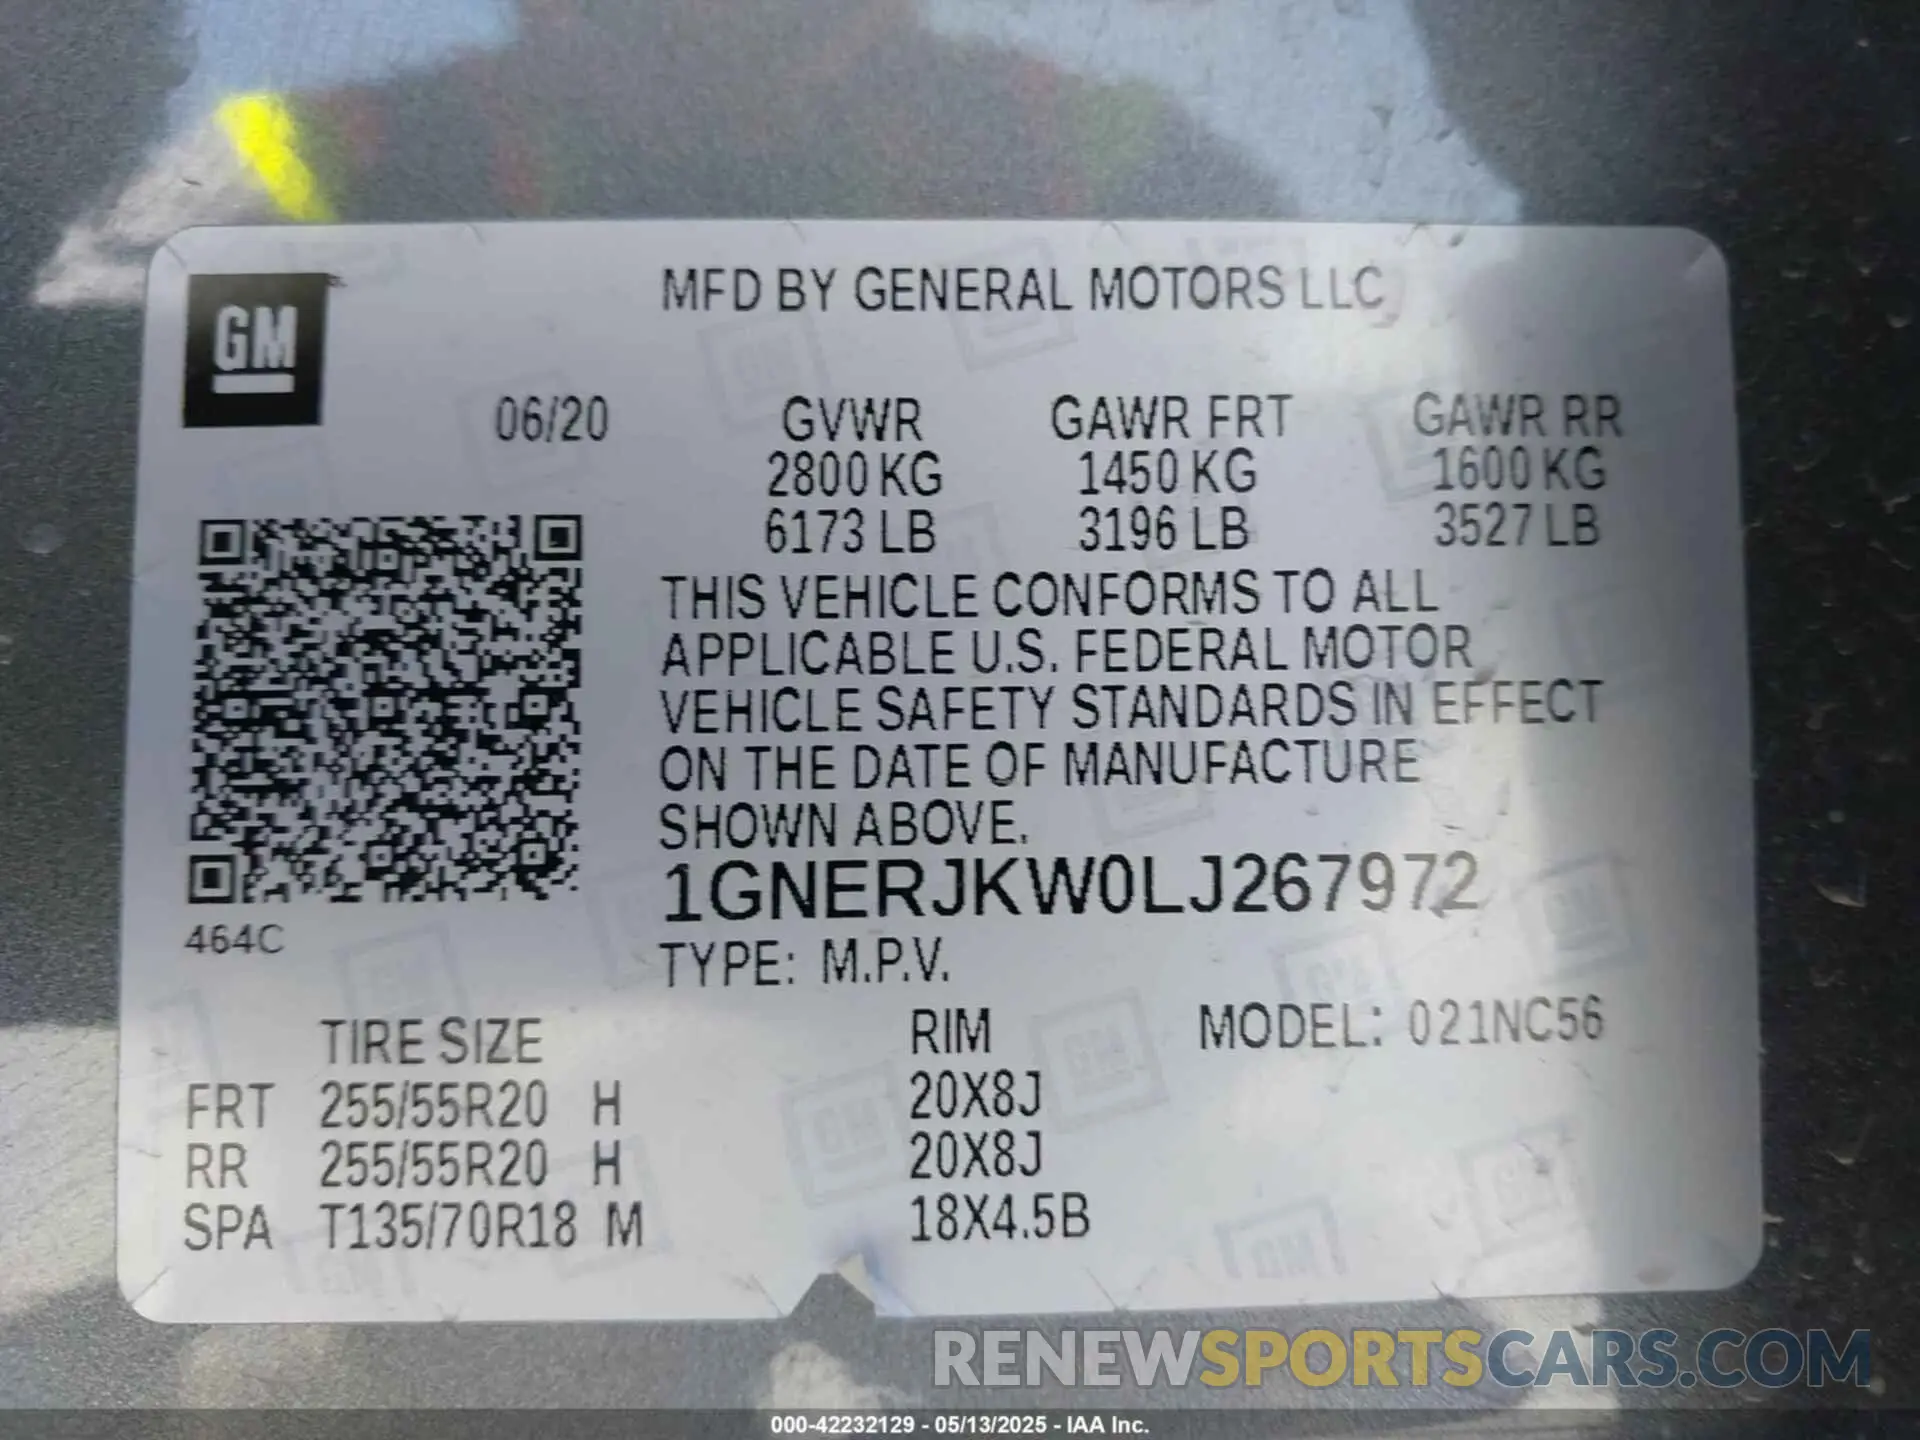 MFD BY GENERAL MOTORS LLC
GM
06/20 GVWR GAWR FRT GAWR RR
2800 KG 1450 KG 1600 KG
6173 LB 3196 LB 3527 LB
THIS VEHICLE CONFORMS TO ALL
APPLICABLE U.S. FEDERAL MOTOR
VEHICLE SAFETY STANDARDS IN EFFECT
ON THE DATE OF MANUFACTURE
SHOWN ABOVE.
1GNERJKW0LJ267972
464C
TYPE: M.P.V.
TIRE SIZE RIM MODEL: 021NC56
FRT 255/55R20 H 20X8J
RR 255/55R20 H 20X8J
SPA T135/70R18 M 18X4.5B
RENEWSPORTSCARS.COM
000-42232129 - 05/13/2025 - IAA Inc.